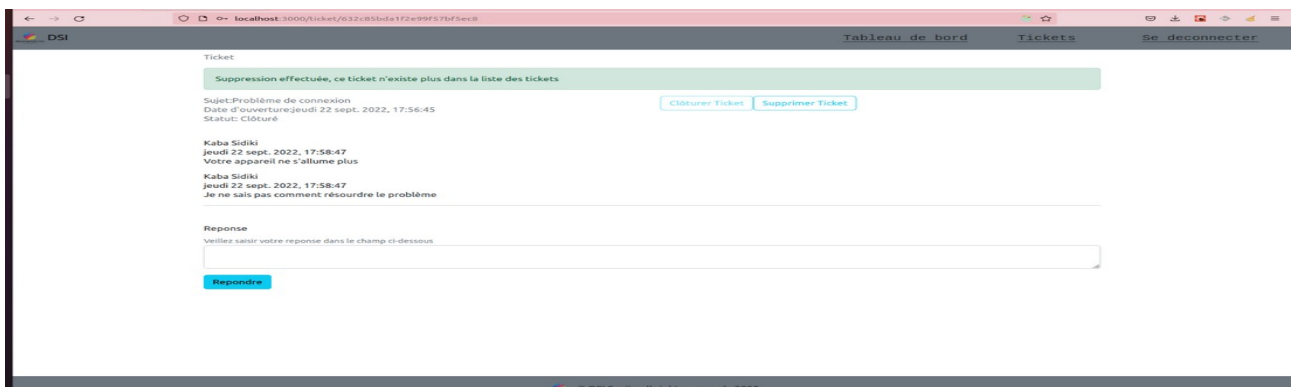 localhost:3000/ticket/632c85bda1f2e99f57bf5ec8
DSI
Tableau de bord
Tickets
Se deconnecter
Ticket
Suppression effectuée, ce ticket n'existe plus dans la liste des tickets
Sujet:Problème de connexion
Clôturer Ticket
Supprimer Ticket
Date d'ouverture:jeudi 22 sept. 2022, 17:56:45
Statut: Clôturé
Kaba Sidiki
jeudi 22 sept. 2022, 17:58:47
Votre appareil ne s'allume plus
Kaba Sidiki
jeudi 22 sept. 2022, 17:58:47
Je ne sais pas comment résourdre le problème
Reponse
Veillez saisir votre reponse dans le champ ci-dessous
Repondre